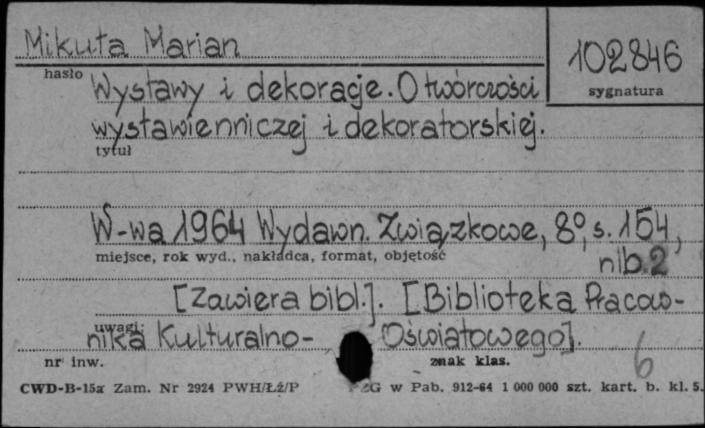 Mikuta Marian
102846
hasło
sygnatura
Wystawy i dekoracje. O twórczości
wystawienniczej i dekoratorskiej.
tytuł
W-wa 1964 Wydawn. Związkowe, 8°, s. 154,
miejsce, rok wyd., nakładca, format, objętość
nlb. 2
[Zawiera bibl.]. [Biblioteka Pracow-
uwagi:
nika Kulturalno- Oświatowego].
nr inw.
znak klas.
6
CWD-B-15a Zam. Nr 2924 PWH/Łź/P
w Pab. 912-64 1 000 000 szt. kart. b. kl. 5.